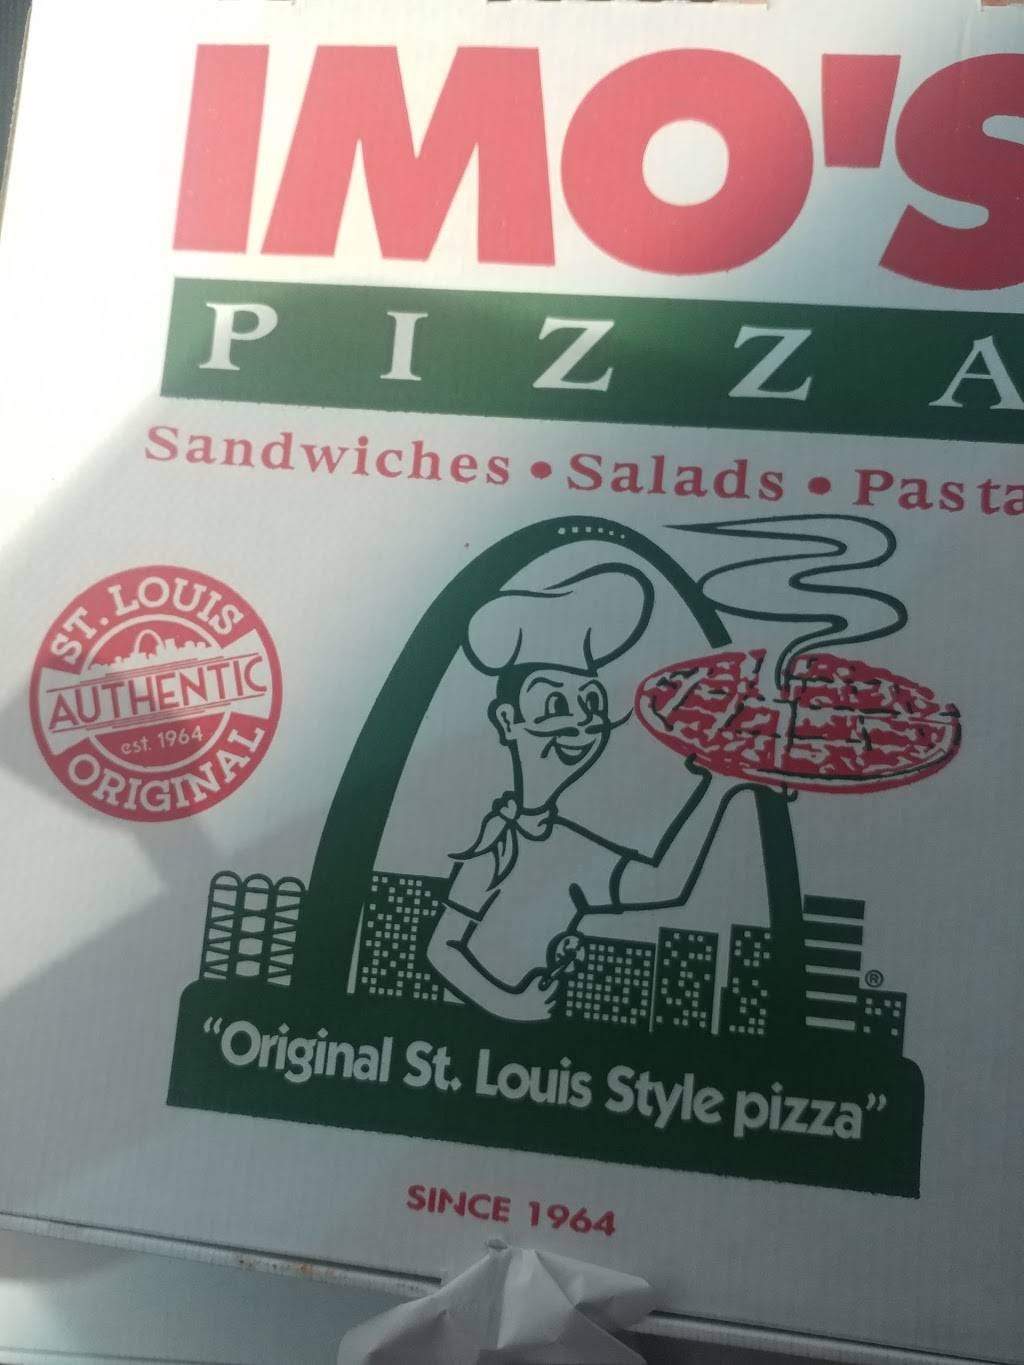 IMO'S
PIZZA
Sandwiches • Salads • Pasta
ST. LOUIS
AUTHENTIC
est. 1964
ORIGINAL
®
“Original St. Louis Style pizza”
SINCE 1964